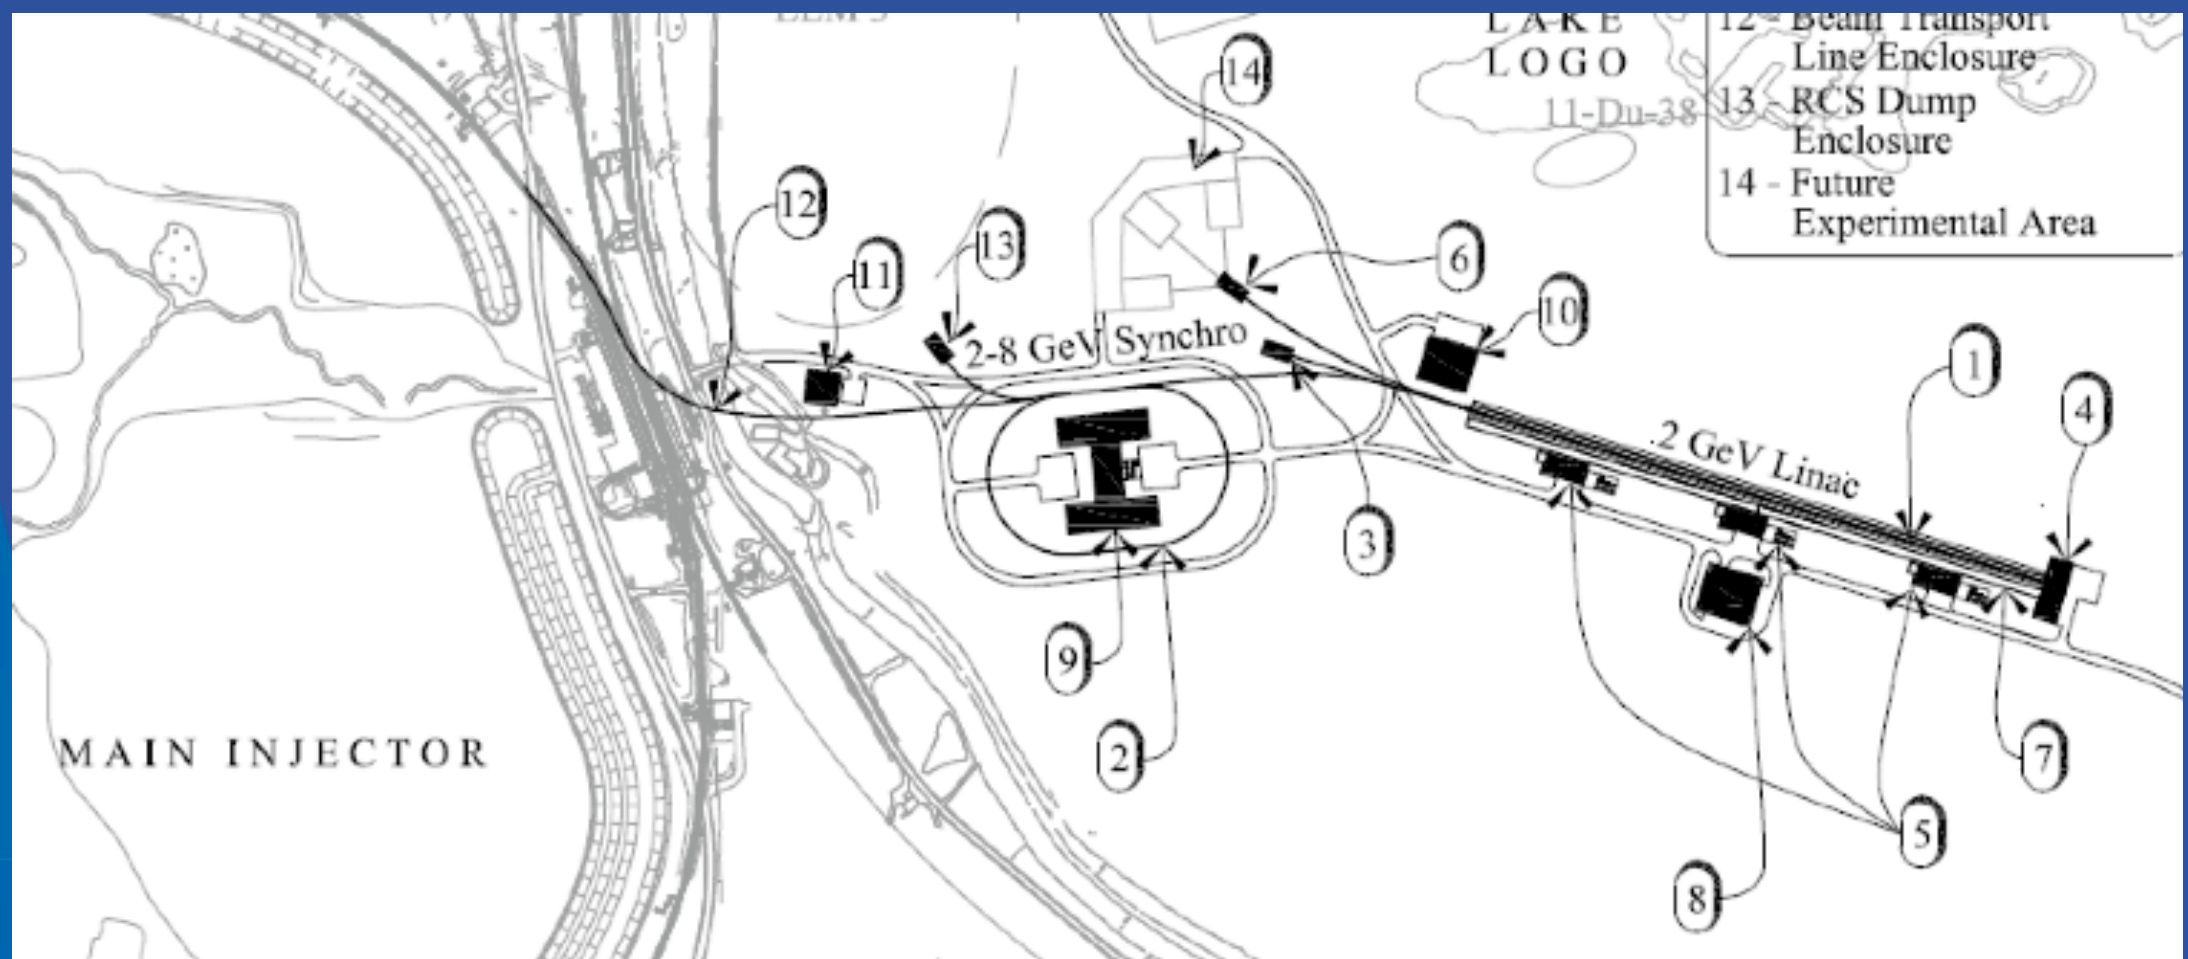 LAKE
LOGO
11-Du-38
12 - Beam Transport
Line Enclosure
13 - RCS Dump
Enclosure
14 - Future
Experimental Area
14
12
13
11
6
10
2-8 GeV Synchro
1
4
.2 GeV Linac
3
9
2
7
5
8
MAIN INJECTOR